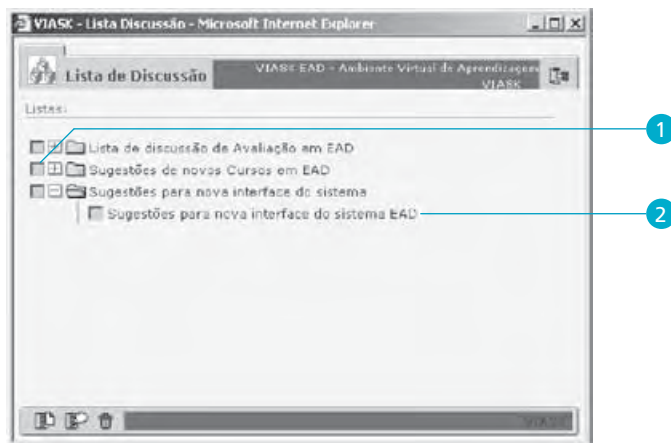 VIASK - Lista Discussão - Microsoft Internet Explorer
Lista de Discussão
VIASK EAD - Ambiente Virtual de Aprendizagem
VIASK
Listas:
Lista de discussão de Avaliação em EAD
1
Sugestões de novos Cursos em EAD
Sugestões para nova interface do sistema
Sugestões para nova interface do sistema EAD
2
VIASK